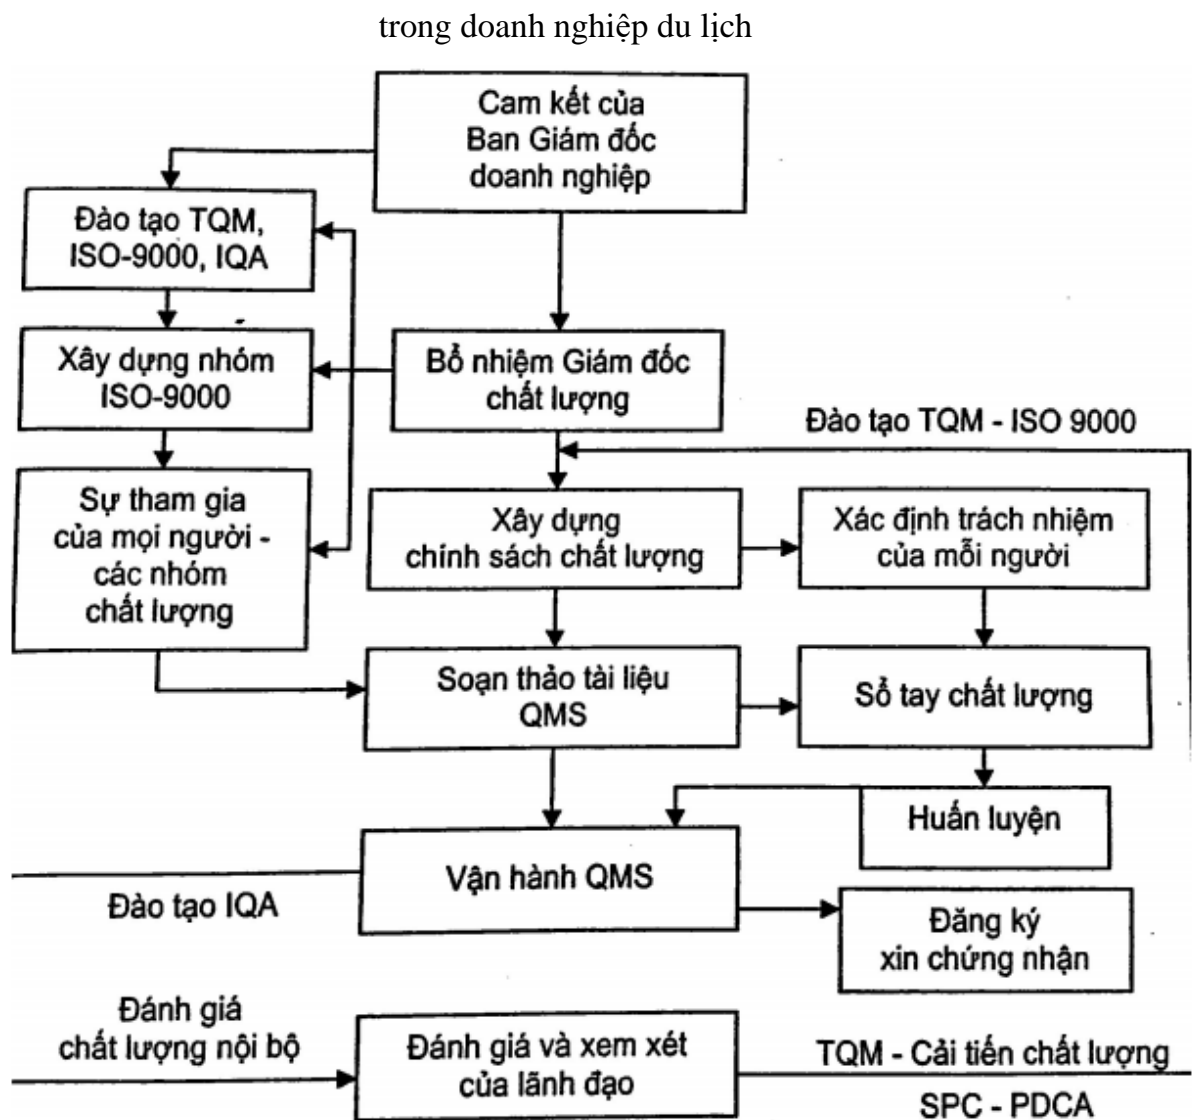 trong doanh nghiệp du lịch
Cam kết của
Ban Giám đốc
doanh nghiệp
Đào tạo TQM,
ISO-9000, IQA
Xây dựng nhóm
ISO-9000
Bổ nhiệm Giám đốc
chất lượng
Đào tạo TQM - ISO 9000
Sự tham gia
của mọi người -
các nhóm
chất lượng
Xây dựng
chính sách chất lượng
Xác định trách nhiệm
của mỗi người
Soạn thảo tài liệu
QMS
Sổ tay chất lượng
Huấn luyện
Vận hành QMS
Đào tạo IQA
Đăng ký
xin chứng nhận
Đánh giá
chất lượng nội bộ
Đánh giá và xem xét
của lãnh đạo
TQM - Cải tiến chất lượng
SPC - PDCA